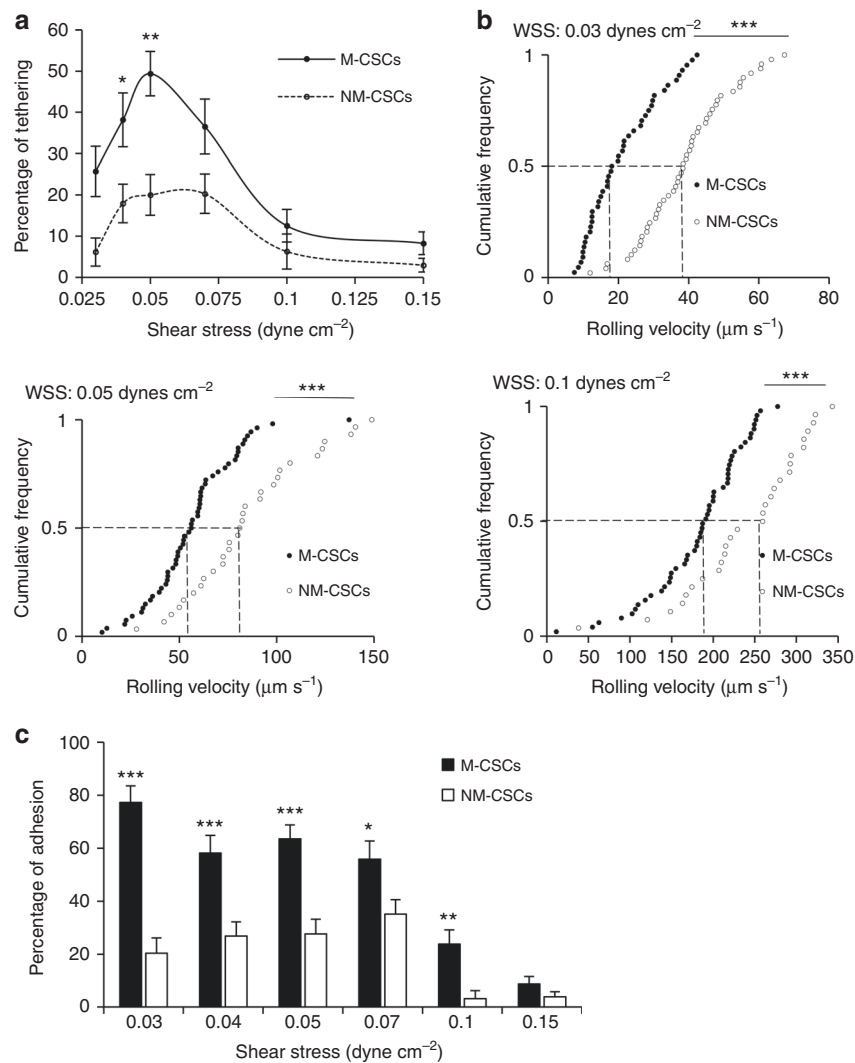 a
60
50
40
30
20
10
0
Percentage of tethering
*
**
M-CSCs
NM-CSCs
0.025
0.05
0.075
0.1
0.125
0.15
Shear stress (dyne cm⁻²)
b
WSS: 0.03 dynes cm⁻²
***
1
0.5
0
Cumulative frequency
M-CSCs
NM-CSCs
0
20
40
60
80
Rolling velocity (μm s⁻¹)
WSS: 0.05 dynes cm⁻²
***
1
0.5
0
Cumulative frequency
M-CSCs
NM-CSCs
0
50
100
150
Rolling velocity (μm s⁻¹)
WSS: 0.1 dynes cm⁻²
***
1
0.5
0
Cumulative frequency
M-CSCs
NM-CSCs
0
50
100
150
200
250
300
350
Rolling velocity (μm s⁻¹)
c
100
80
60
40
20
0
Percentage of adhesion
***
***
***
*
**
M-CSCs
NM-CSCs
0.03
0.04
0.05
0.07
0.1
0.15
Shear stress (dyne cm⁻²)